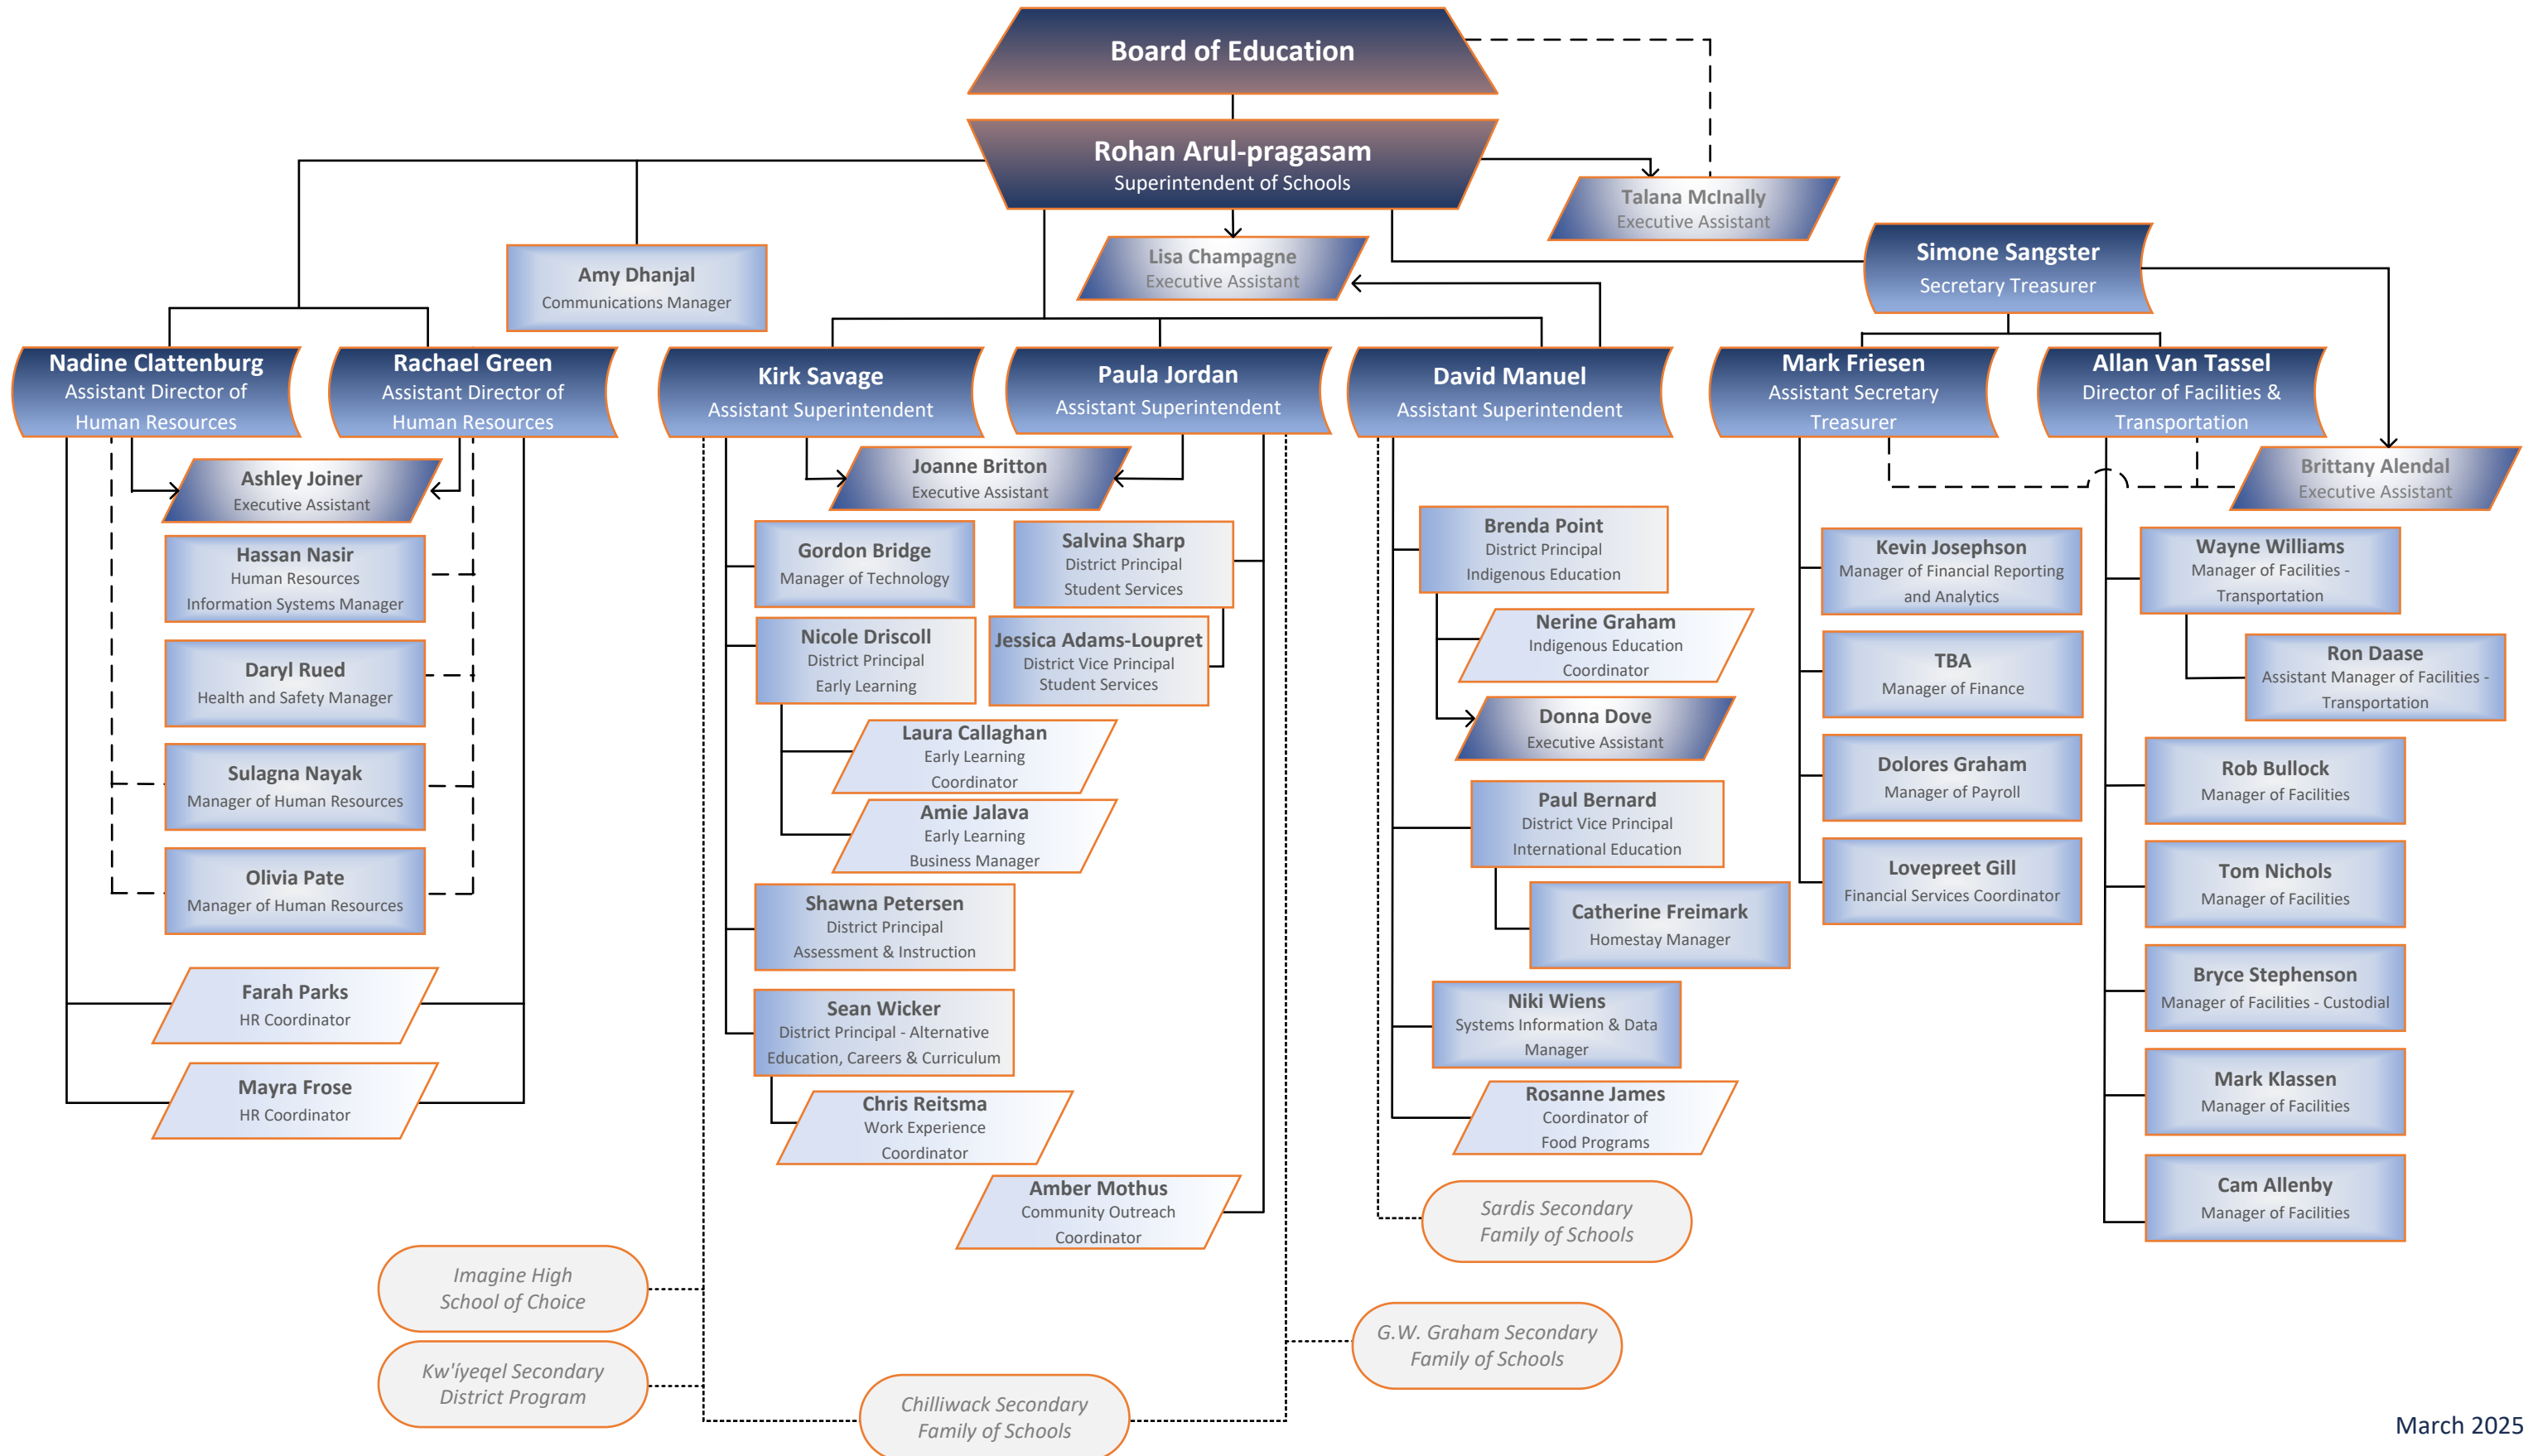 Board of Education
Rohan Arul-pragasam
Superintendent of Schools
Talana McInally
Executive Assistant
Lisa Champagne
Executive Assistant
Simone Sangster
Secretary Treasurer
Amy Dhanjal
Communications Manager
Nadine Clattenburg
Assistant Director of
Human Resources
Rachael Green
Assistant Director of
Human Resources
Kirk Savage
Assistant Superintendent
Paula Jordan
Assistant Superintendent
David Manuel
Assistant Superintendent
Mark Friesen
Assistant Secretary
Treasurer
Allan Van Tassel
Director of Facilities &
Transportation
Ashley Joiner
Executive Assistant
Joanne Britton
Executive Assistant
Brittany Alendal
Executive Assistant
Hassan Nasir
Human Resources
Information Systems Manager
Daryl Rued
Health and Safety Manager
Sulagna Nayak
Manager of Human Resources
Olivia Pate
Manager of Human Resources
Farah Parks
HR Coordinator
Mayra Frose
HR Coordinator
Gordon Bridge
Manager of Technology
Nicole Driscoll
District Principal
Early Learning
Laura Callaghan
Early Learning
Coordinator
Amie Jalava
Early Learning
Business Manager
Shawna Petersen
District Principal
Assessment & Instruction
Sean Wicker
District Principal - Alternative
Education, Careers & Curriculum
Chris Reitsma
Work Experience
Coordinator
Salvina Sharp
District Principal
Student Services
Jessica Adams-Loupret
District Vice Principal
Student Services
Amber Mothus
Community Outreach
Coordinator
Brenda Point
District Principal
Indigenous Education
Nerine Graham
Indigenous Education
Coordinator
Donna Dove
Executive Assistant
Paul Bernard
District Vice Principal
International Education
Catherine Freimark
Homestay Manager
Niki Wiens
Systems Information & Data
Manager
Rosanne James
Coordinator of
Food Programs
Kevin Josephson
Manager of Financial Reporting
and Analytics
TBA
Manager of Finance
Dolores Graham
Manager of Payroll
Lovepreet Gill
Financial Services Coordinator
Wayne Williams
Manager of Facilities -
Transportation
Ron Daase
Assistant Manager of Facilities -
Transportation
Rob Bullock
Manager of Facilities
Tom Nichols
Manager of Facilities
Bryce Stephenson
Manager of Facilities - Custodial
Mark Klassen
Manager of Facilities
Cam Allenby
Manager of Facilities
Sardis Secondary
Family of Schools
Imagine High
School of Choice
G.W. Graham Secondary
Family of Schools
Kw'íyeqel Secondary
District Program
Chilliwack Secondary
Family of Schools
March 2025